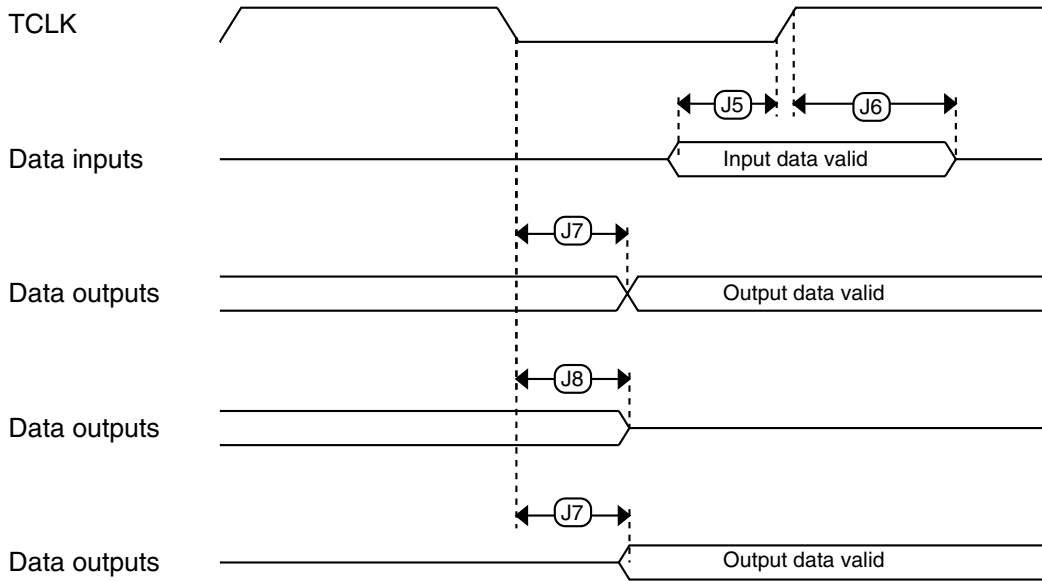 TCLK
J5
J6
Data inputs
Input data valid
J7
Data outputs
Output data valid
J8
Data outputs
J7
Data outputs
Output data valid